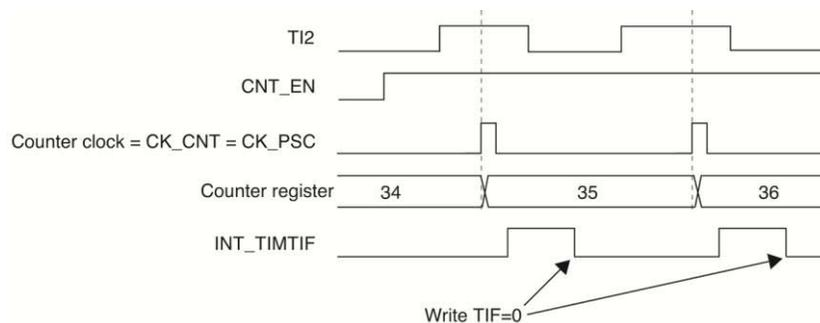 TI2
CNT_EN
Counter clock = CK_CNT = CK_PSC
Counter register 34 35 36
INT_TIMTIF
Write TIF=0